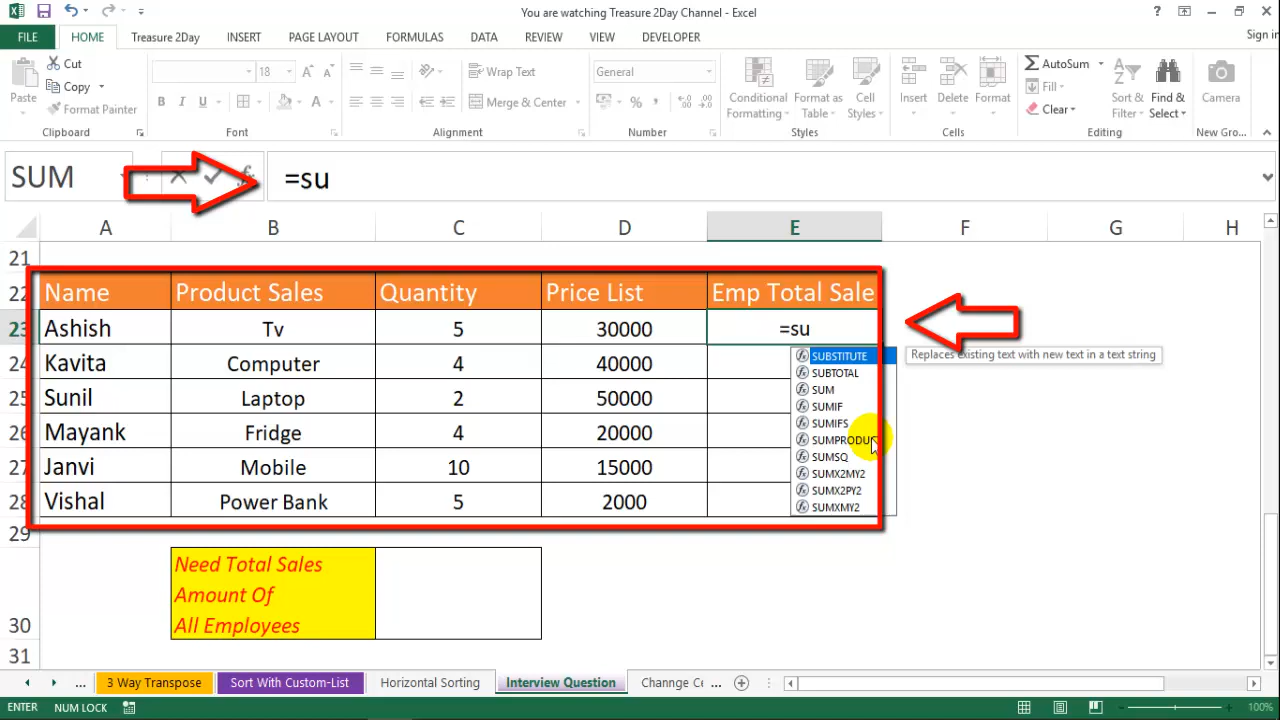 You are watching Treasure 2Day Channel - Excel
Sign in
FILE HOME Treasure 2Day INSERT PAGE LAYOUT FORMULAS DATA REVIEW VIEW DEVELOPER
Paste
Cut
Copy
Format Painter
Clipboard
18
Font
Wrap Text
Merge & Center
Alignment
General
Number
Conditional
Formatting
Format as
Table
Cell
Styles
Styles
Insert
Delete
Format
Cells
AutoSum
Fill
Clear
Sort &
Filter
Find &
Select
Editing
Camera
New Gro...
SUM =su
A B C D E F G H
21
22 Name Product Sales Quantity Price List Emp Total Sale
23 Ashish Tv 5 30000 =su
24 Kavita Computer 4 40000
25 Sunil Laptop 2 50000
26 Mayank Fridge 4 20000
27 Janvi Mobile 10 15000
28 Vishal Power Bank 5 2000
SUBSTITUTE
Replaces existing text with new text in a text string
SUBTOTAL
SUM
SUMIF
SUMIFS
SUMPRODUCT
SUMSQ
SUMX2MY2
SUMX2PY2
SUMXMY2
29
Need Total Sales
Amount Of
30 All Employees
31
... 3 Way Transpose Sort With Custom-List Horizontal Sorting Interview Question Channge Ce ...
ENTER NUM LOCK 100%